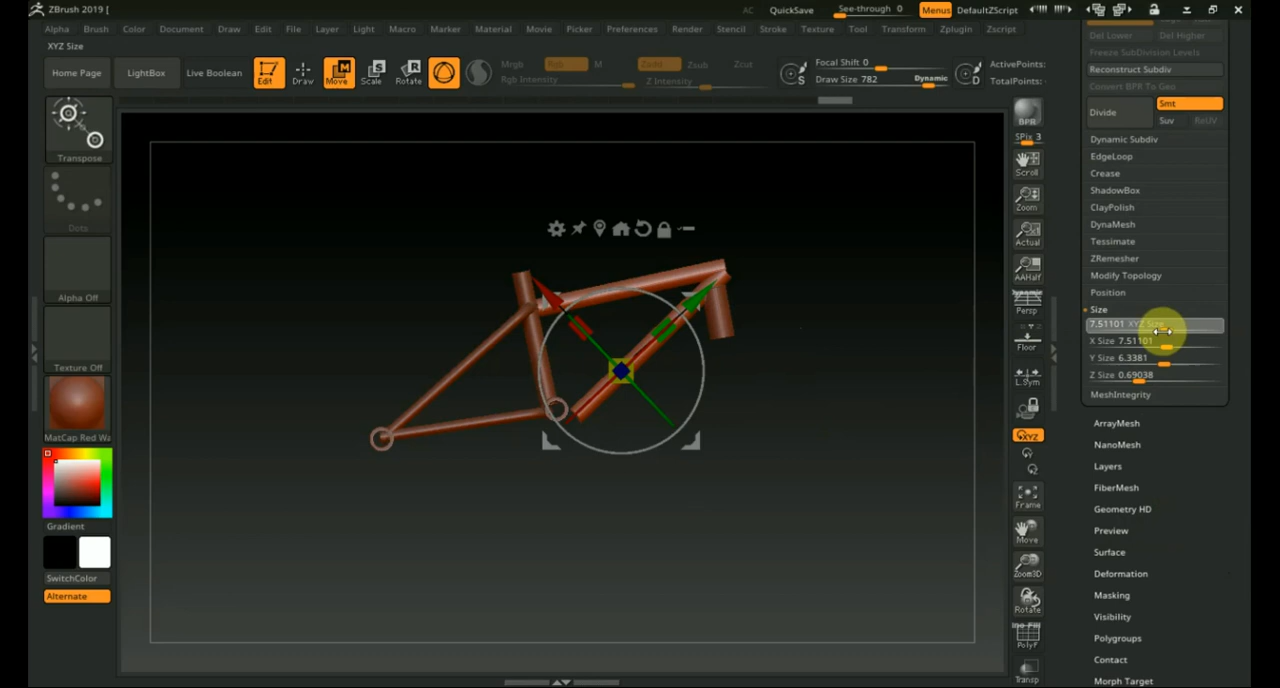 ZBrush 2019 [
AC QuickSave See-through 0 Menus DefaultZScript
Alpha Brush Color Document Draw Edit File Layer Light Macro Marker Material Movie Picker Preferences Render Stencil Stroke Texture Tool Transform Zplugin Zscript
XYZ Size
Home Page LightBox Live Boolean Edit Draw Move Scale Rotate
Mrgb Rgb M Zadd Zsub Zcut
Rgb Intensity Z Intensity
Focal Shift 0
Draw Size 782 Dynamic
ActivePoints:
TotalPoints:
Transpose
Dots
Alpha Off
Texture Off
MatCap Red Wa
Gradient
SwitchColor
Alternate
BPR
SPix 3
Scroll
Zoom
Actual
AAHalf
Dynamic
Persp
Floor
L.Sym
XYZ
Frame
Move
Zoom3D
Rotate
PolyF
Transp
Del Lower Del Higher
Freeze SubDivision Levels
Reconstruct Subdiv
Convert BPR To Geo
Divide Smt
Suv ReUV
Dynamic Subdiv
EdgeLoop
Crease
ShadowBox
ClayPolish
DynaMesh
Tessimate
ZRemesher
Modify Topology
Position
Size
7.51101 XYZ Size
X Size 7.51101
Y Size 6.3381
Z Size 0.69038
MeshIntegrity
ArrayMesh
NanoMesh
Layers
FiberMesh
Geometry HD
Preview
Surface
Deformation
Masking
Visibility
Polygroups
Contact
Morph Target